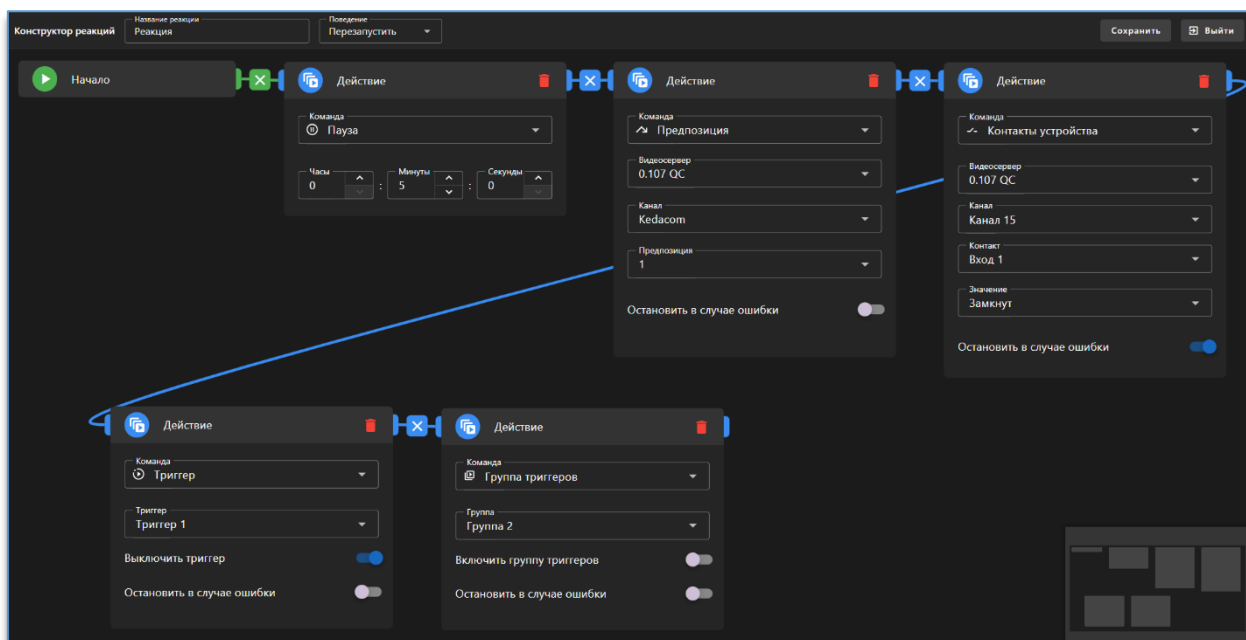 Конструктор реакций
Название реакции
Реакция
Поведение
Перезапустить
Сохранить
Выйти
Начало
Действие
Команда
Пауза
Часы
0
:
Минуты
5
:
Секунды
0
Действие
Команда
Предпозиция
Видеосервер
0.107 QC
Канал
Kedacom
Предпозиция
1
Остановить в случае ошибки
Действие
Команда
Контакты устройства
Видеосервер
0.107 QC
Канал
Канал 15
Контакт
Вход 1
Значение
Замкнут
Остановить в случае ошибки
Действие
Команда
Триггер
Триггер
Триггер 1
Выключить триггер
Остановить в случае ошибки
Действие
Команда
Группа триггеров
Группа
Группа 2
Включить группу триггеров
Остановить в случае ошибки